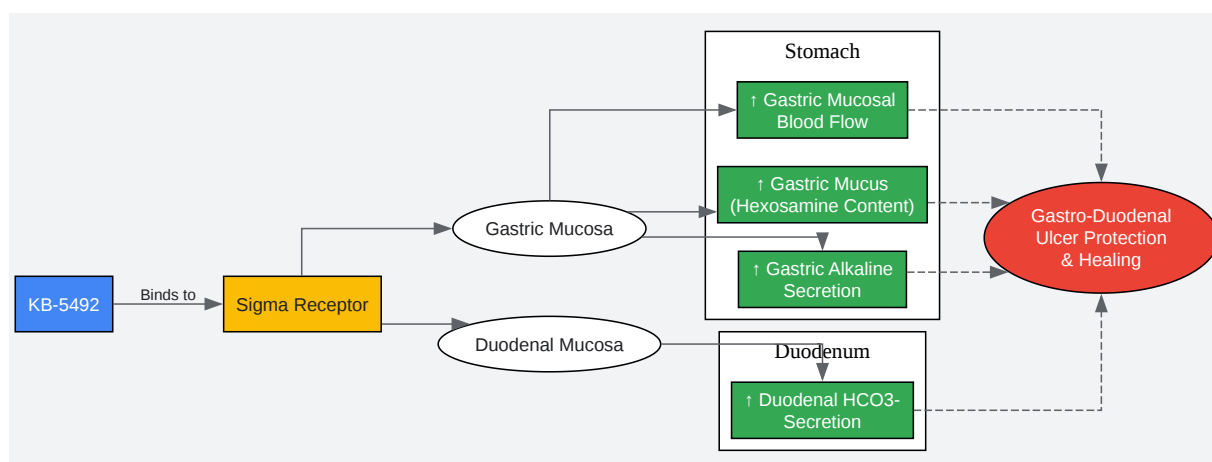 Stomach
↑ Gastric Mucosal
Blood Flow
↑ Gastric Mucus
(Hexosamine Content)
Gastric Mucosa
↑ Gastric Alkaline
Secretion
Gastro-Duodenal
Ulcer Protection
& Healing
KB-5492
Binds to
Sigma Receptor
Duodenal Mucosa
Duodenum
↑ Duodenal HCO3-
Secretion